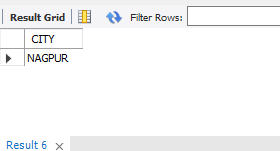 Result Grid Filter Rows:
CITY
NAGPUR
Result 6